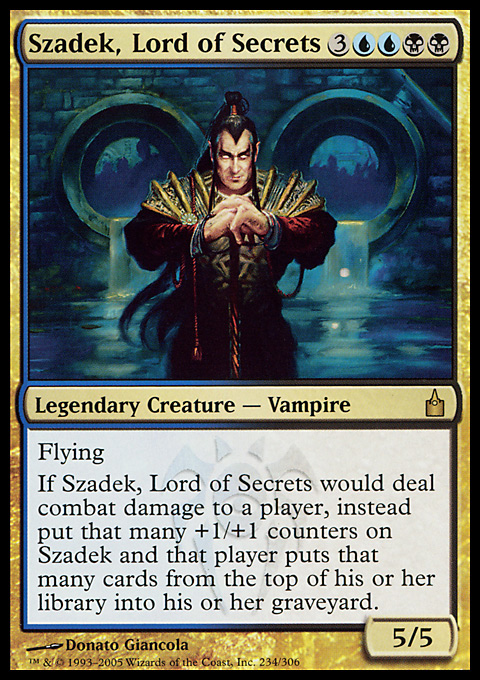 Szadek, Lord of Secrets 3
Legendary Creature — Vampire
Flying
If Szadek, Lord of Secrets would deal
combat damage to a player, instead
put that many +1/+1 counters on
Szadek and that player puts that
many cards from the top of his or her
library into his or her graveyard.
Donato Giancola
5/5
™ & © 1993–2005 Wizards of the Coast, Inc. 234/306